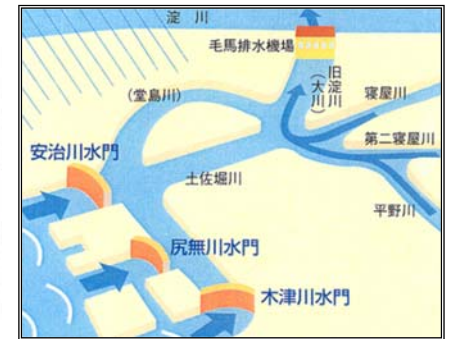 淀川
毛馬排水機場
旧淀川
（大川）
（堂島川）
寝屋川
第二寝屋川
安治川水門
土佐堀川
平野川
尻無川水門
木津川水門